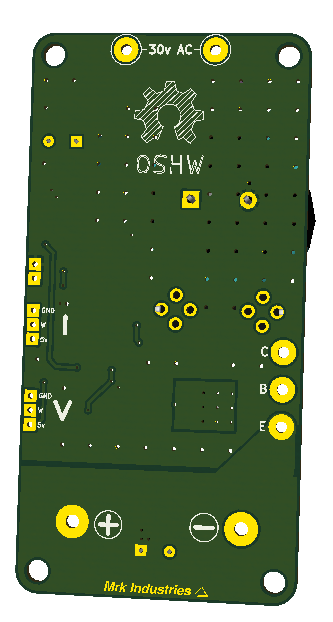 30v AC
OSHW
GND
W
5v
I
C
GND
B
W
V
5v
E
+
−
Mrk Industries